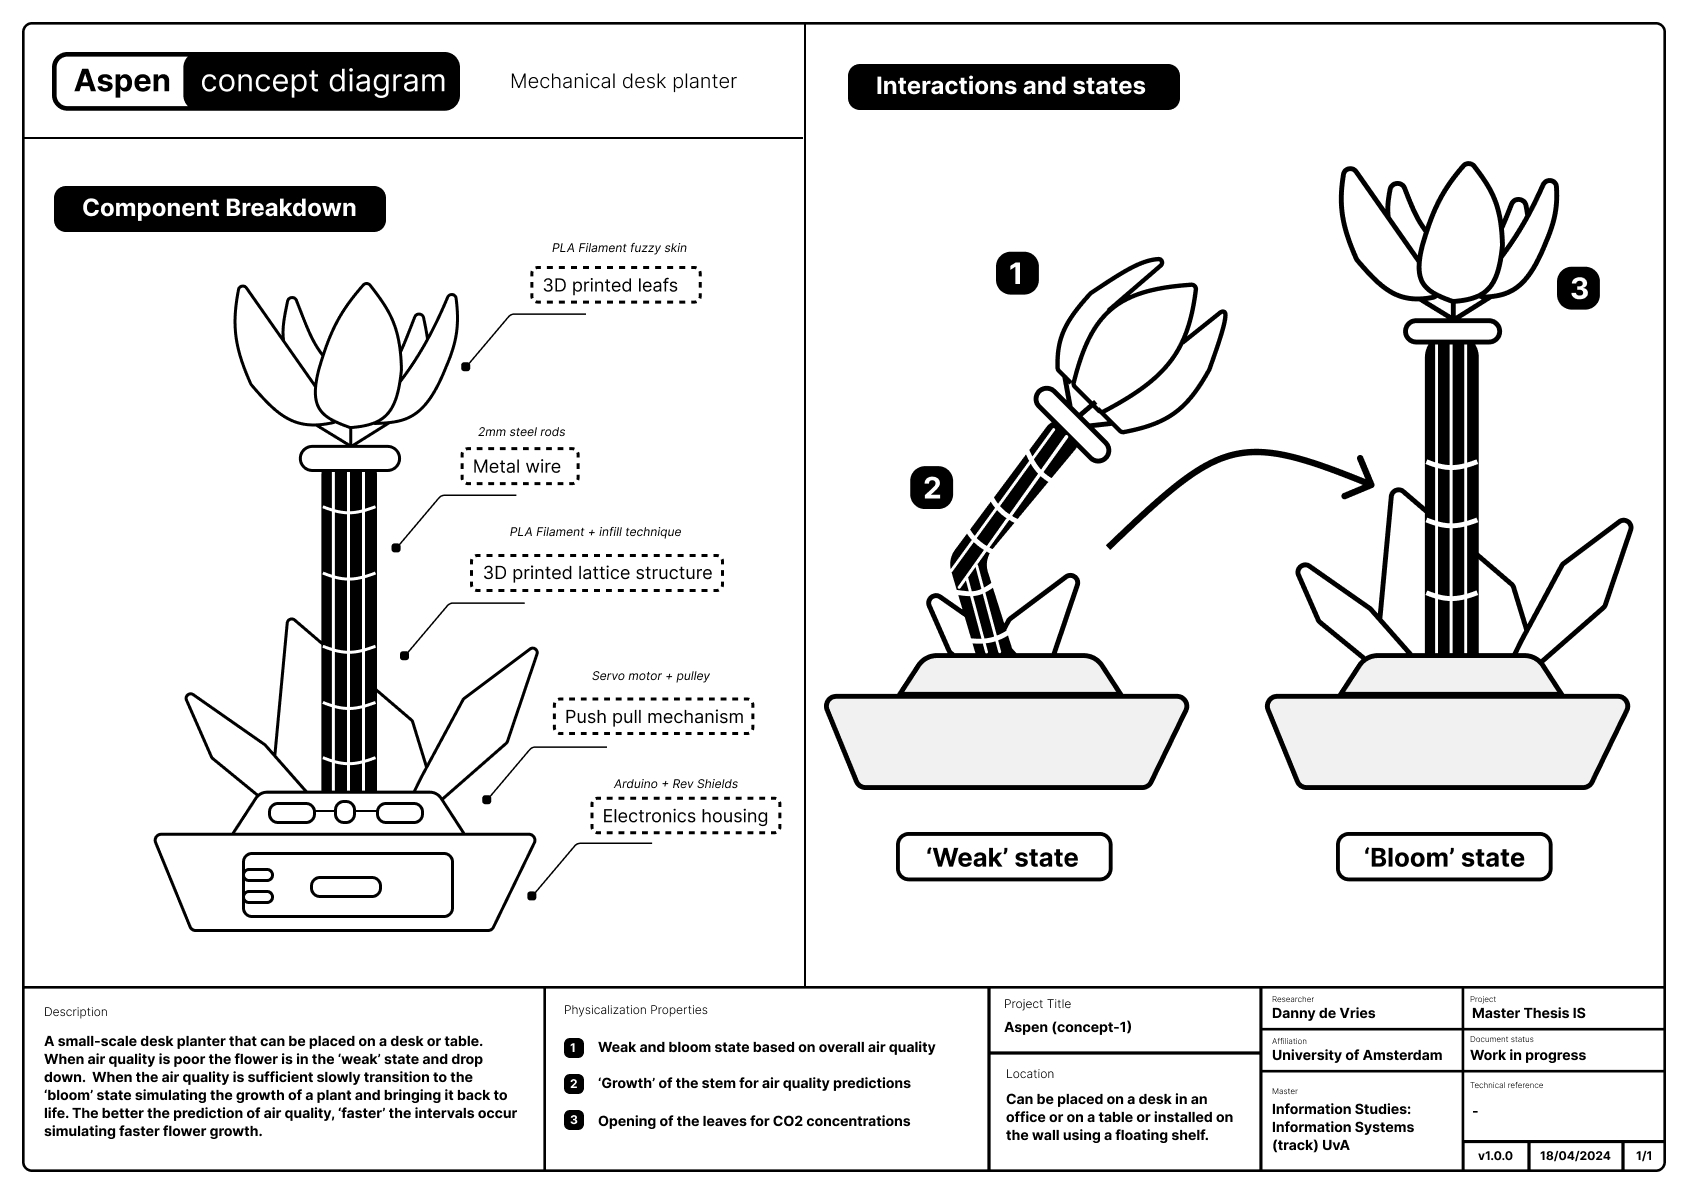 Aspen concept diagram
Mechanical desk planter
Component Breakdown
PLA Filament fuzzy skin
3D printed leafs
2mm steel rods
Metal wire
PLA Filament + infill technique
3D printed lattice structure
Servo motor + pulley
Push pull mechanism
Arduino + Rev Shields
Electronics housing
Interactions and states
1
2
3
‘Weak’ state
‘Bloom’ state
Description
A small-scale desk planter that can be placed on a desk or table.
When air quality is poor the flower is in the ‘weak’ state and drop
down.  When the air quality is sufficient slowly transition to the
‘bloom’ state simulating the growth of a plant and bringing it back to
life. The better the prediction of air quality, ‘faster’ the intervals occur
simulating faster flower growth.
Physicalization Properties
1 Weak and bloom state based on overall air quality
2 ‘Growth’ of the stem for air quality predictions
3 Opening of the leaves for CO2 concentrations
Project Title
Aspen (concept-1)
Location
Can be placed on a desk in an
office or on a table or installed on
the wall using a floating shelf.
Researcher
Danny de Vries
Affiliation
University of Amsterdam
Master
Information Studies:
Information Systems
(track) UvA
Project
Master Thesis IS
Document status
Work in progress
Technical reference
-
v1.0.0
18/04/2024
1/1